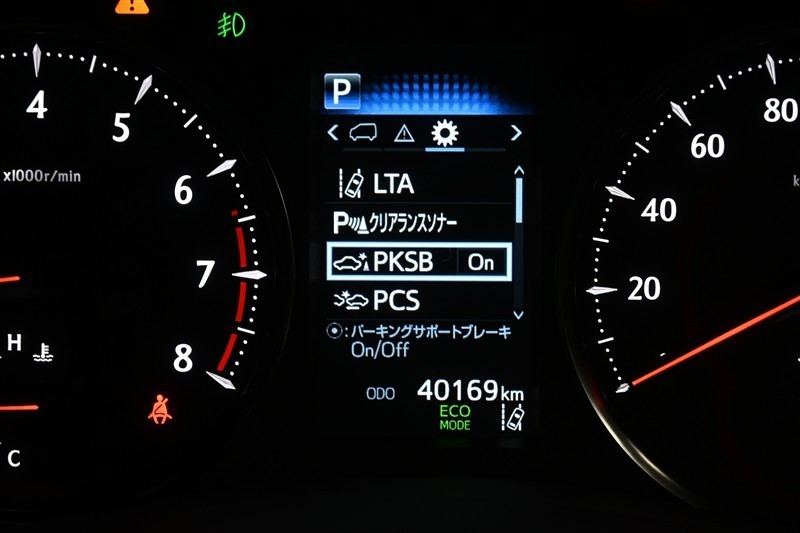 P
LTA
Pクリアランスソナー
PKSB On
PCS
:パーキングサポートブレーキ
On/Off
ODO 40169km
ECO
MODE
4
5
6
7
8
x1000r/min
H
C
20
40
60
80
k